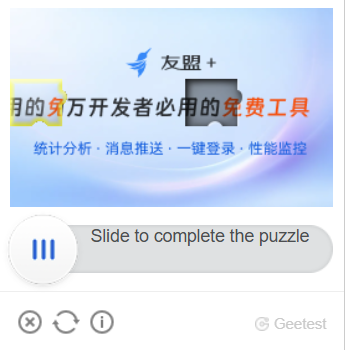 友盟+
用的免万开发者必用的免费工具
统计分析 · 消息推送 · 一键登录 · 性能监控
Slide to complete the puzzle
Geetest